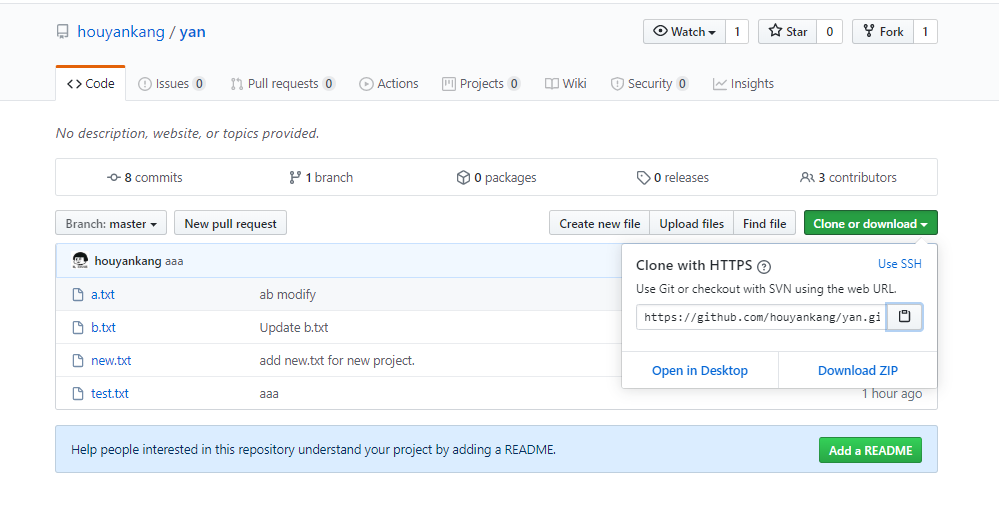 houyankang / yan
Watch 1 Star 0 Fork 1
Code Issues 0 Pull requests 0 Actions Projects 0 Wiki Security 0 Insights
No description, website, or topics provided.
8 commits 1 branch 0 packages 0 releases 3 contributors
Branch: master New pull request Create new file Upload files Find file Clone or download
houyankang aaa
Clone with HTTPS ? Use SSH
Use Git or checkout with SVN using the web URL.
https://github.com/houyankang/yan.gi
Open in Desktop Download ZIP
a.txt ab modify
b.txt Update b.txt
new.txt add new.txt for new project.
test.txt aaa 1 hour ago
Help people interested in this repository understand your project by adding a README. Add a README